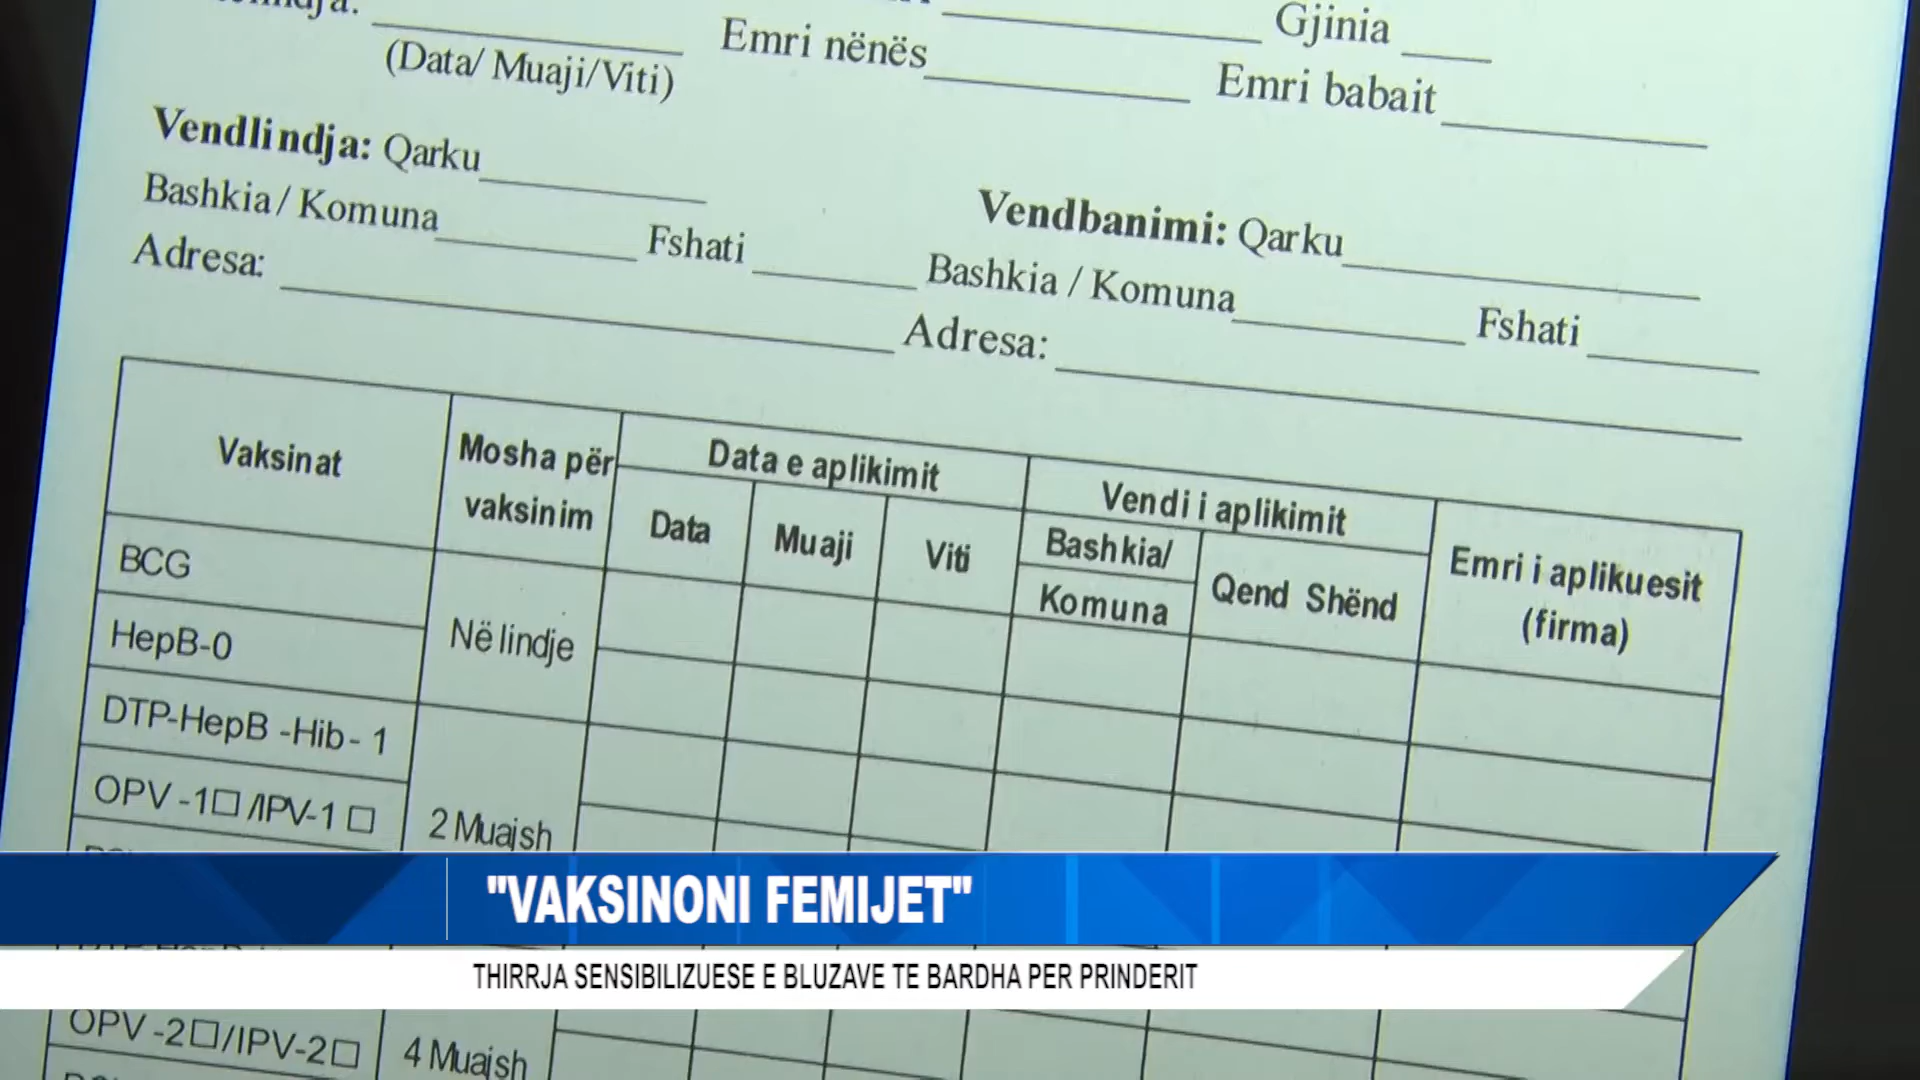 Gjinia
(Data/ Muaji/Viti)
Emri nënës
Emri babait
Vendlindja: Qarku
Vendbanimi: Qarku
Bashkia / Komuna
Fshati
Bashkia / Komuna
Fshati
Adresa:
Adresa:
Vaksinat
Mosha për vaksinim
Data e aplikimit
Vendi i aplikimit
Emri i aplikuesit (firma)
Data
Muaji
Viti
Bashkia/
Komuna
Qend Shënd
BCG
Në lindje
HepB-0
DTP-HepB -Hib- 1
OPV -1☐ /IPV-1 ☐
2 Muajsh
"VAKSINONI FEMIJET"
THIRRJA SENSIBILIZUESE E BLUZAVE TE BARDHA PER PRINDERIT
OPV -2☐/IPV-2☐
4 Muajsh